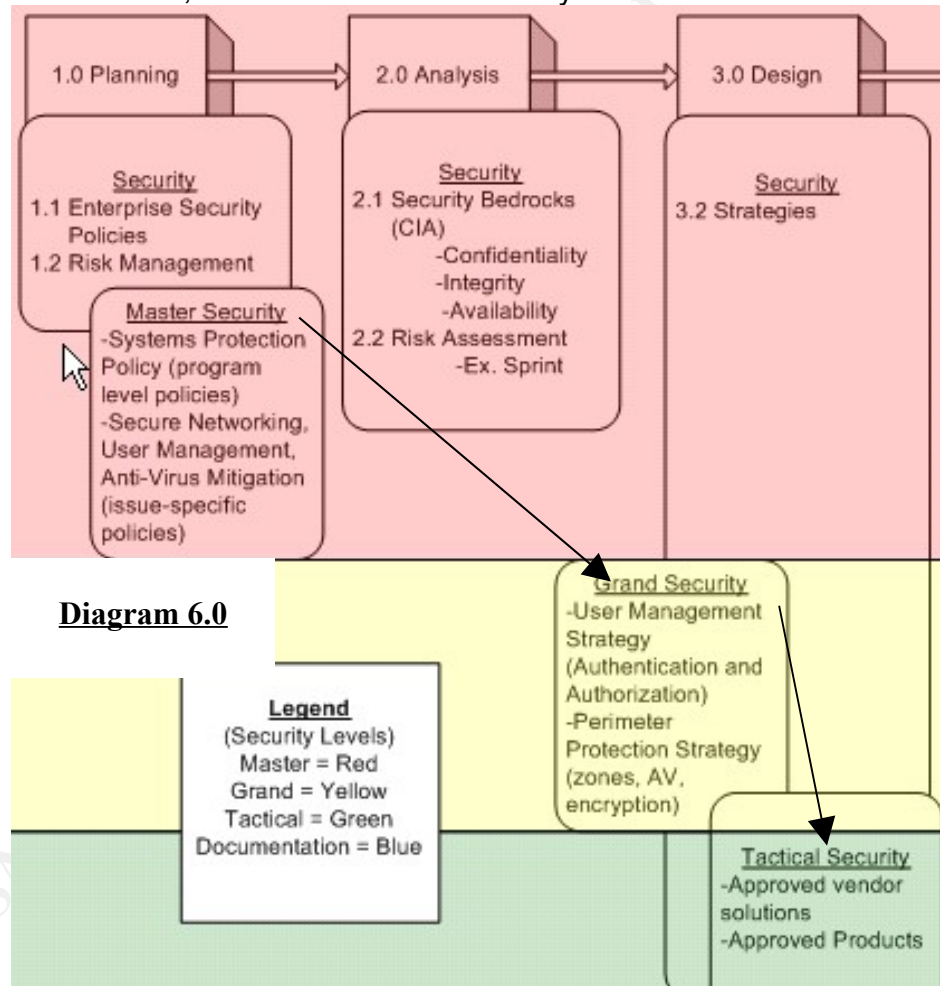 1.0 Planning
2.0 Analysis
3.0 Design
Security
1.1 Enterprise Security
Policies
1.2 Risk Management
Master Security
-Systems Protection
Policy (program
level policies)
-Secure Networking,
User Management,
Anti-Virus Mitigation
(issue-specific
policies)
Security
2.1 Security Bedrocks
(CIA)
-Confidentiality
-Integrity
-Availability
2.2 Risk Assessment
-Ex. Sprint
Security
3.2 Strategies
Diagram 6.0
Legend
(Security Levels)
Master = Red
Grand = Yellow
Tactical = Green
Documentation = Blue
Grand Security
-User Management
Strategy
(Authentication and
Authorization)
-Perimeter
Protection Strategy
(zones, AV,
encryption)
Tactical Security
-Approved vendor
solutions
-Approved Products